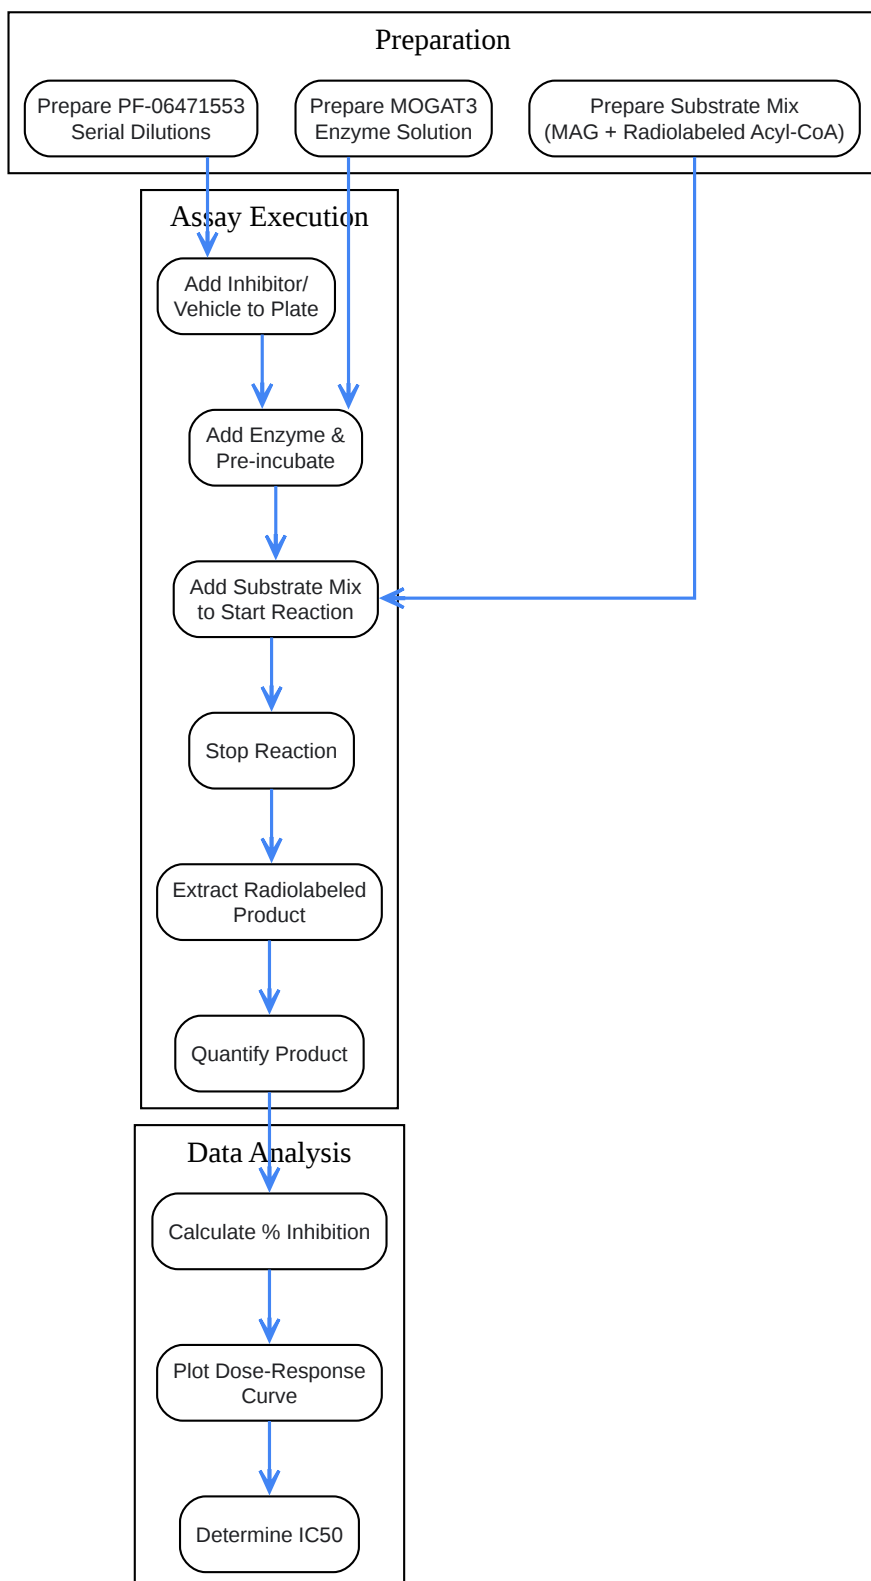 Preparation
Prepare PF-06471553
Serial Dilutions
Prepare MOGAT3
Enzyme Solution
Prepare Substrate Mix
(MAG + Radiolabeled Acyl-CoA)
Assay Execution
Add Inhibitor/
Vehicle to Plate
Add Enzyme &
Pre-incubate
Add Substrate Mix
to Start Reaction
Stop Reaction
Extract Radiolabeled
Product
Quantify Product
Data Analysis
Calculate % Inhibition
Plot Dose-Response
Curve
Determine IC50